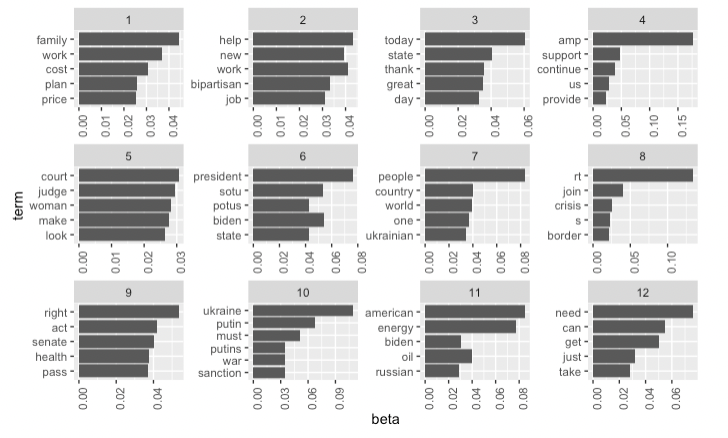 1 2 3 4
family
work
cost
plan
price
0.00 0.01 0.02 0.03 0.04
help
new
work
bipartisan
job
0.00 0.01 0.02 0.03 0.04
today
state
thank
great
day
0.00 0.02 0.04 0.06
amp
support
continue
us
provide
0.00 0.05 0.10 0.15
term
5 6 7 8
court
judge
woman
make
look
0.00 0.01 0.02 0.03
president
sotu
potus
biden
state
0.00 0.02 0.04 0.06 0.08
people
country
world
one
ukrainian
0.00 0.02 0.04 0.06 0.08
rt
join
crisis
s
border
0.00 0.05 0.10
9 10 11 12
right
act
senate
health
pass
0.00 0.02 0.04
ukraine
putin
must
putins
war
sanction
0.00 0.03 0.06 0.09
american
energy
biden
oil
russian
0.00 0.02 0.04 0.06 0.08
need
can
get
just
take
0.00 0.02 0.04 0.06
beta